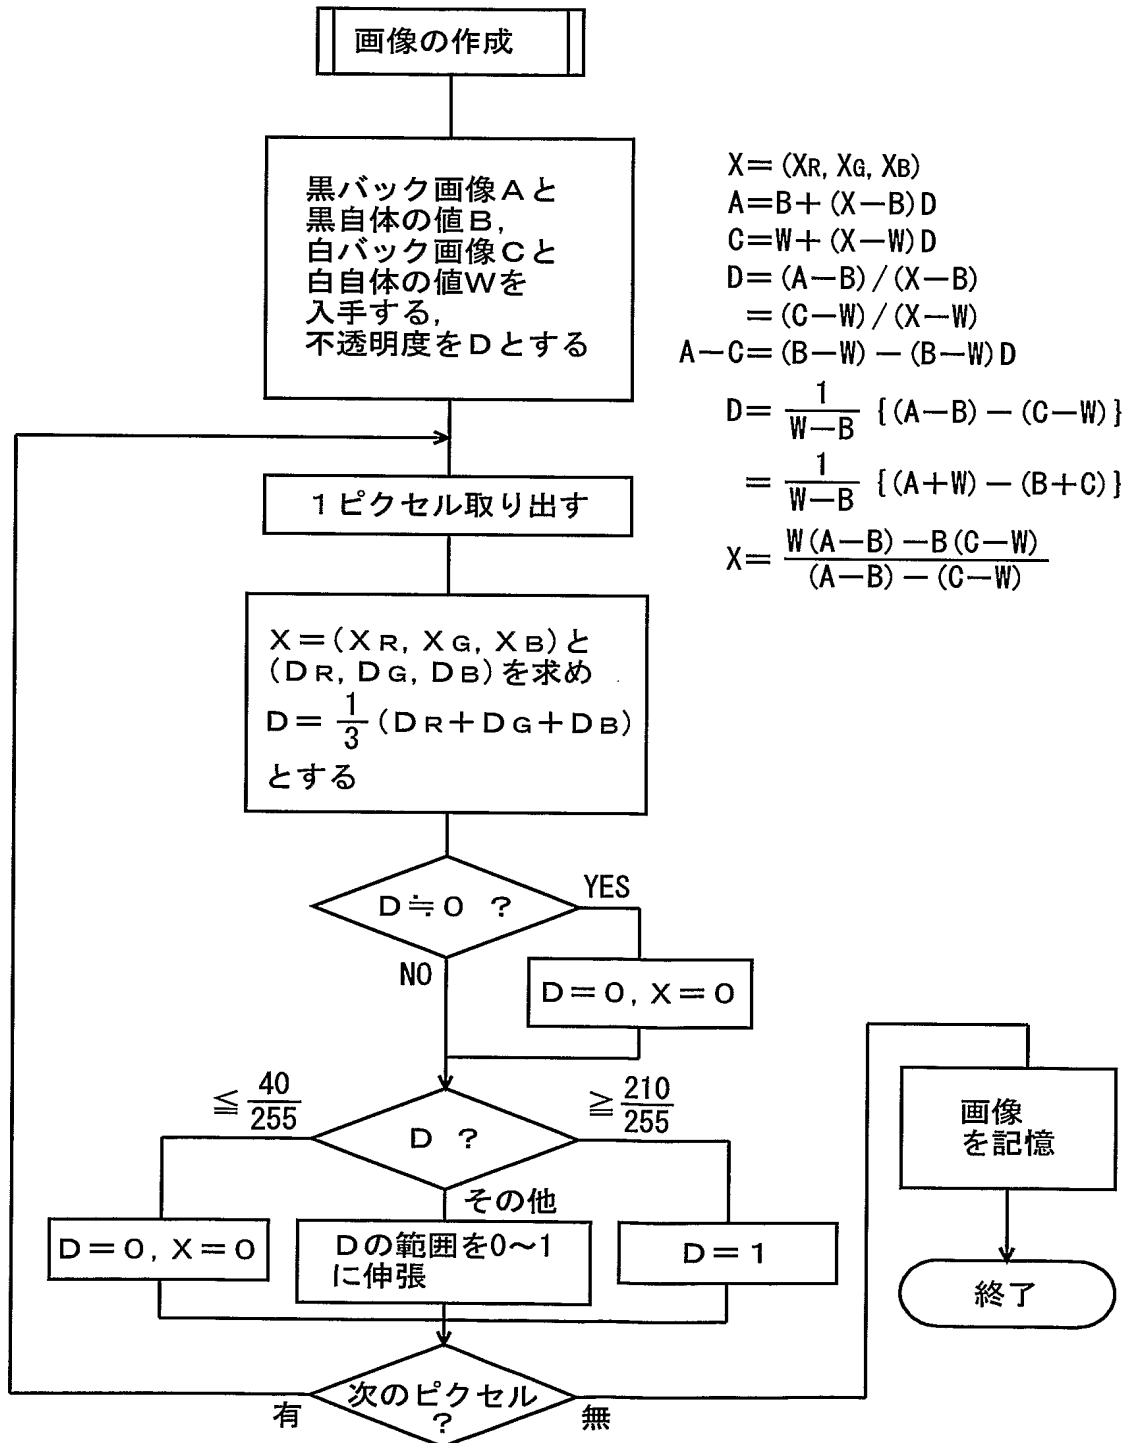 画像の作成
黒バック画像Aと
黒自体の値B,
白バック画像Cと
白自体の値Wを
入手する,
不透明度をDとする
X=(XR, XG, XB)
A=B+(X-B)D
C=W+(X-W)D
D=(A-B)/(X-B)
=(C-W)/(X-W)
A-C=(B-W)-(B-W)D
D= 1/(W-B) {(A-B)-(C-W)}
= 1/(W-B) {(A+W)-(B+C)}
X= (W(A-B)-B(C-W))/((A-B)-(C-W))
1ピクセル取り出す
X=(XR, XG, XB)と
(DR, DG, DB)を求め
D= 1/3 (DR+DG+DB)
とする
D≒0 ?
YES
NO
D=0, X=0
≦ 40/255
D ?
≧ 210/255
その他
D=0, X=0
Dの範囲を0~1
に伸張
D=1
次のピクセル
?
有
無
画像
を記憶
終了